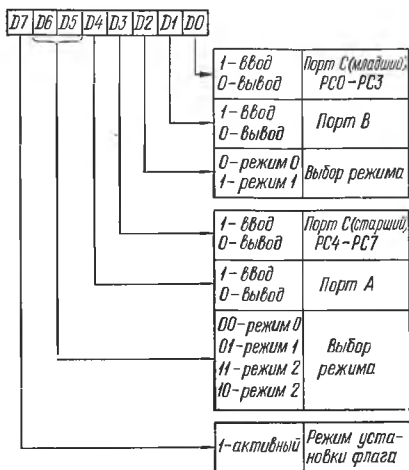 D7 D6 D5 D4 D3 D2 D1 D0
1-ввод
0-вывод
Порт С(младший)
PC0-PC3
1-ввод
0-вывод
Порт В
0-режим 0
1-режим 1
Выбор режима
1-ввод
0-вывод
Порт С(старший)
PC4-PC7
1-ввод
0-вывод
Порт А
00-режим 0
01-режим 1
11-режим 2
10-режим 2
Выбор
режима
1-активный
Режим уста-
новки флага